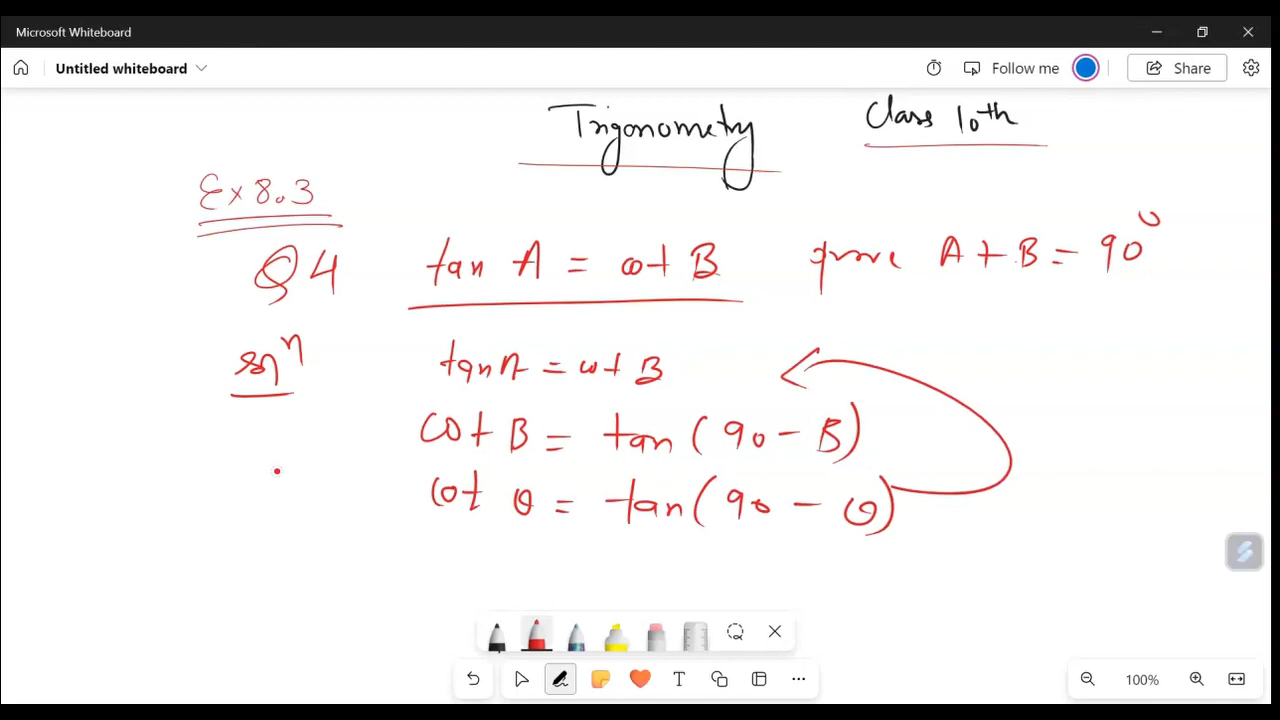 Microsoft Whiteboard
Untitled whiteboard
Follow me
Share
Trigonometry Class 10th
Ex 8.3
Q 4 tan A = cot B prove A + B = 90°
solⁿ tan A = cot B
cot B = tan (90 - B)
cot θ = tan (90 - θ)
T
100%